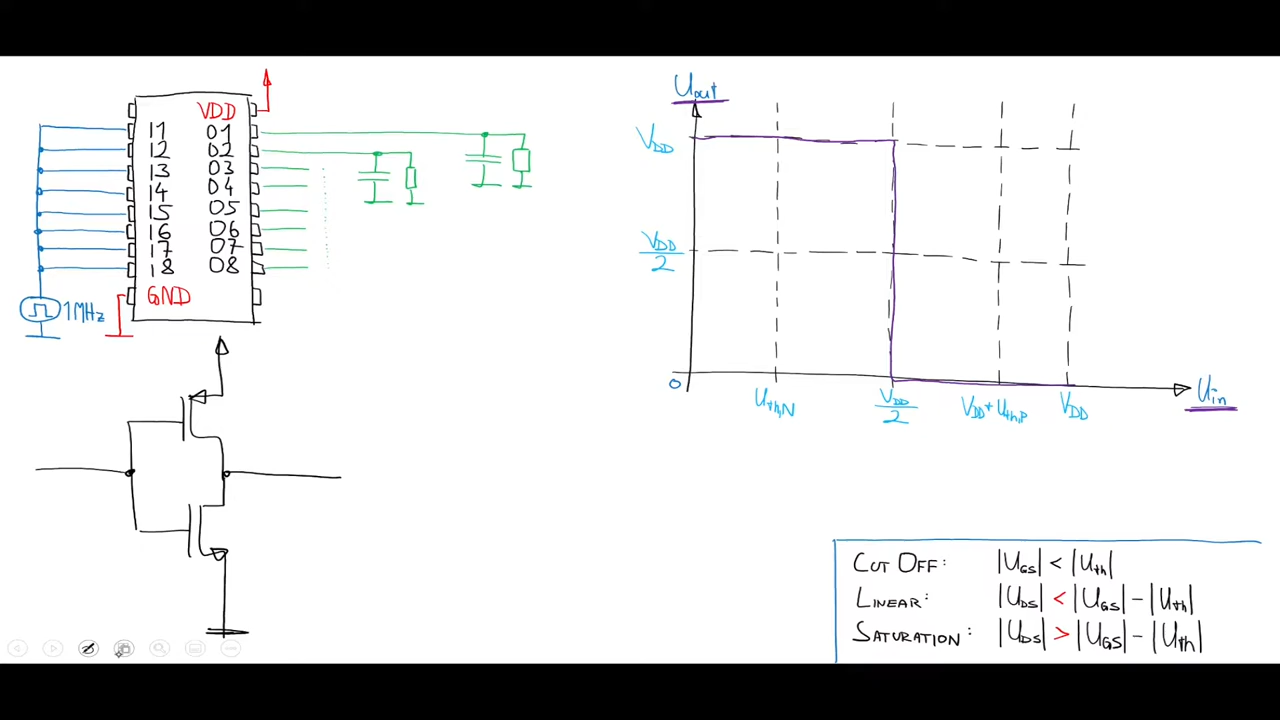 VDD
I1 O1
I2 O2
I3 O3
I4 O4
I5 O5
I6 O6
I7 O7
I8 O8
GND
1MHz
Uout
VDD
VDD/2
0
Uth,N
VDD/2
VDD+Uth,P
VDD
Uin
CUT OFF: |UGS| < |Uth|
LINEAR: |UDS| < |UGS| - |Uth|
SATURATION: |UDS| > |UGS| - |Uth|